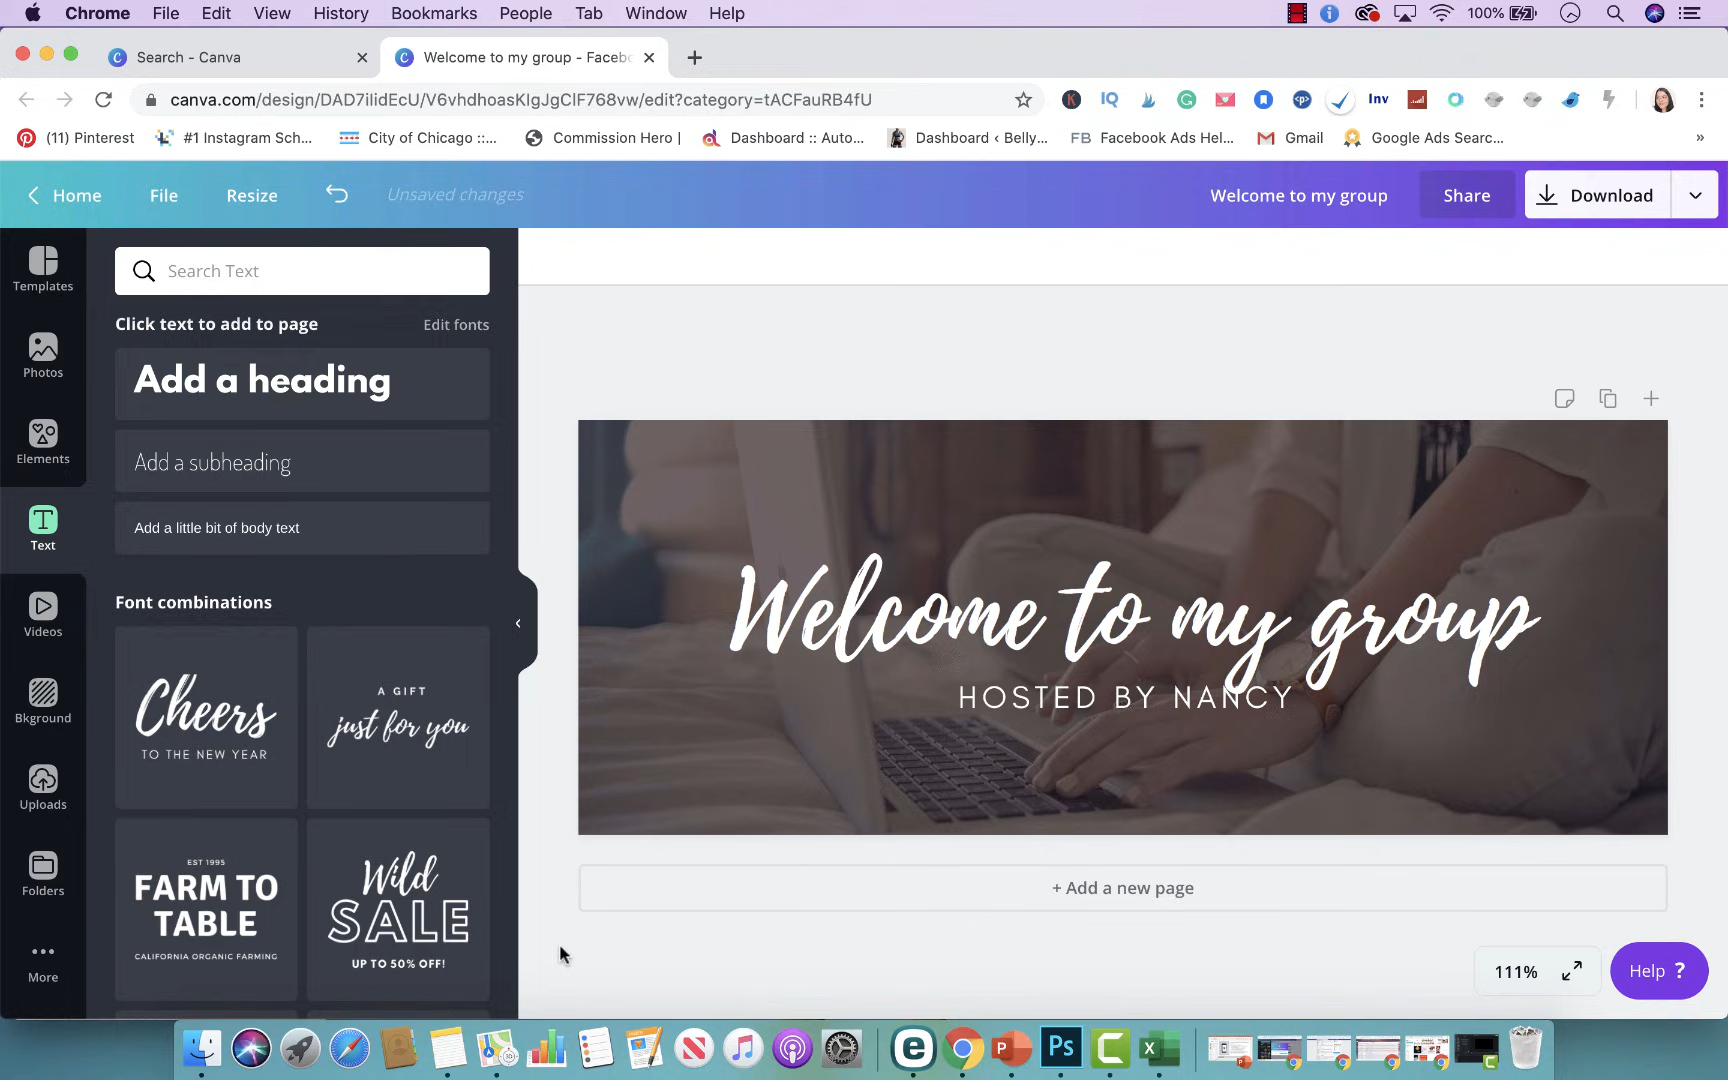 Chrome File Edit View History Bookmarks People Tab Window Help
100%
Search - Canva
Welcome to my group - Facebo
canva.com/design/DAD7ilidEcU/V6vhdhoasKIgJgClF768vw/edit?category=tACFauRB4fU
IQ
Inv
(11) Pinterest
#1 Instagram Sch...
City of Chicago ::...
Commission Hero |
Dashboard :: Auto...
Dashboard ‹ Belly...
FB Facebook Ads Hel...
Gmail
Google Ads Searc...
»
Home
File
Resize
Unsaved changes
Welcome to my group
Share
Download
Templates
Photos
Elements
Text
Videos
Bkground
Uploads
Folders
More
Search Text
Click text to add to page
Edit fonts
Add a heading
Add a subheading
Add a little bit of body text
Font combinations
Cheers
TO THE NEW YEAR
A GIFT
just for you
EST 1995
FARM TO
TABLE
CALIFORNIA ORGANIC FARMING
Wild
SALE
UP TO 50% OFF!
Welcome to my group
HOSTED BY NANCY
+ Add a new page
111%
Help ?
Ps